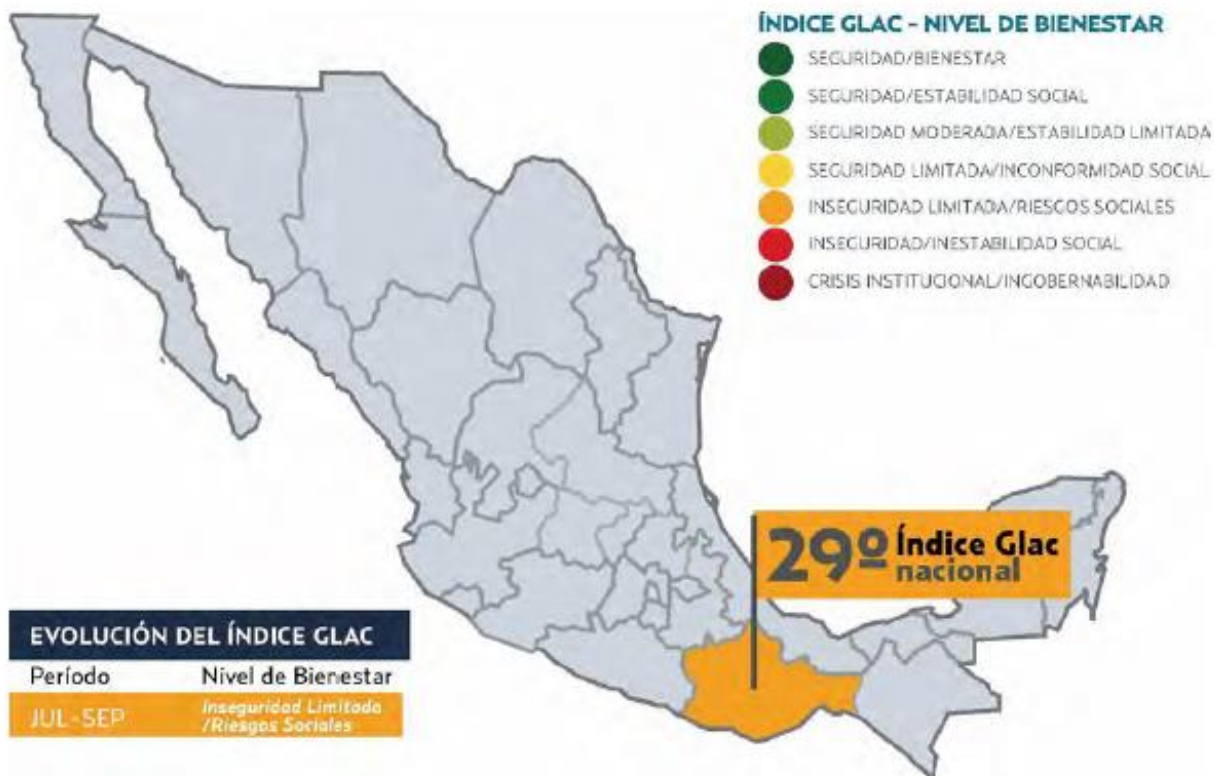 ÍNDICE GLAC - NIVEL DE BIENESTAR
SEGURIDAD/BIENESTAR
SEGURIDAD/ESTABILIDAD SOCIAL
SEGURIDAD MODERADA/ESTABILIDAD LIMITADA
SEGURIDAD LIMITADA/INCONFORMIDAD SOCIAL
INSEGURIDAD LIMITADA/RIESGOS SOCIALES
INSEGURIDAD/INESTABILIDAD SOCIAL
CRISIS INSTITUCIONAL/INGOBERNABILIDAD
29º Índice Glac
nacional
EVOLUCIÓN DEL ÍNDICE GLAC
Período Nivel de Bienestar
JUL-SEP Inseguridad Limitada
/Riesgos Sociales